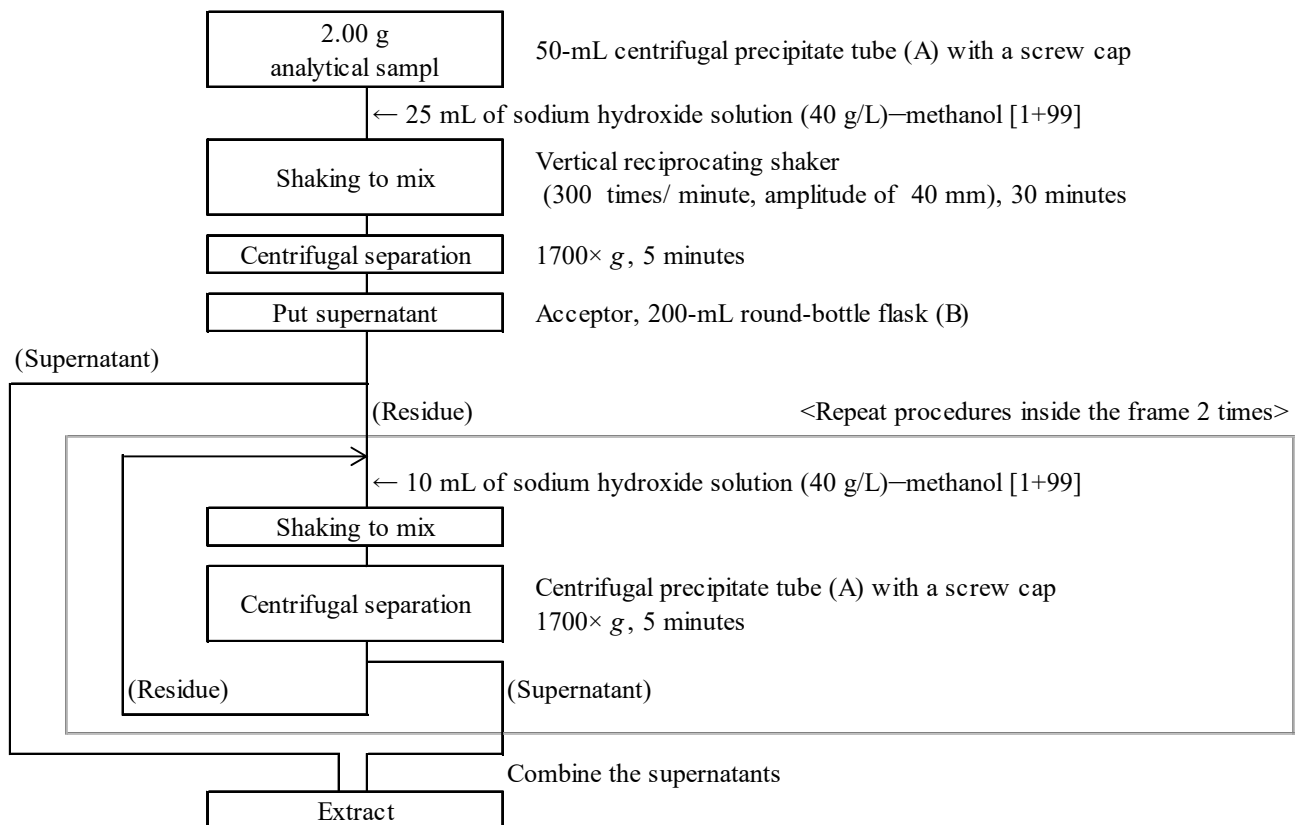 2.00 g
analytical sampl
50-mL centrifugal precipitate tube (A) with a screw cap
← 25 mL of sodium hydroxide solution (40 g/L)─methanol [1+99]
Shaking to mix
Vertical reciprocating shaker
(300 times/ minute, amplitude of 40 mm), 30 minutes
Centrifugal separation
1700× g, 5 minutes
Put supernatant
Acceptor, 200-mL round-bottle flask (B)
(Supernatant)
(Residue)
<Repeat procedures inside the frame 2 times>
← 10 mL of sodium hydroxide solution (40 g/L)─methanol [1+99]
Shaking to mix
Centrifugal separation
Centrifugal precipitate tube (A) with a screw cap
1700× g, 5 minutes
(Residue)
(Supernatant)
Combine the supernatants
Extract